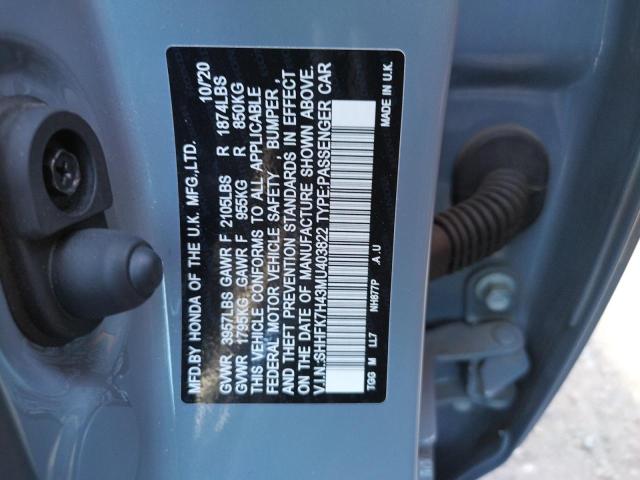 MFD.BY HONDA OF THE U.K. MFG.,LTD. 10/20
GVWR 3957LBS GAWR F 2105LBS R 1874LBS
GVWR 1795KG GAWR F 955KG R 850KG
THIS VEHICLE CONFORMS TO ALL APPLICABLE
FEDERAL MOTOR VEHICLE SAFETY, BUMPER,
AND THEFT PREVENTION STANDARDS IN EFFECT
ON THE DATE OF MANUFACTURE SHOWN ABOVE.
V.I.N.:SHHFK7H43MU403822 TYPE:PASSENGER CAR
TGG M LL7 NH877P .A .U MADE IN U.K.